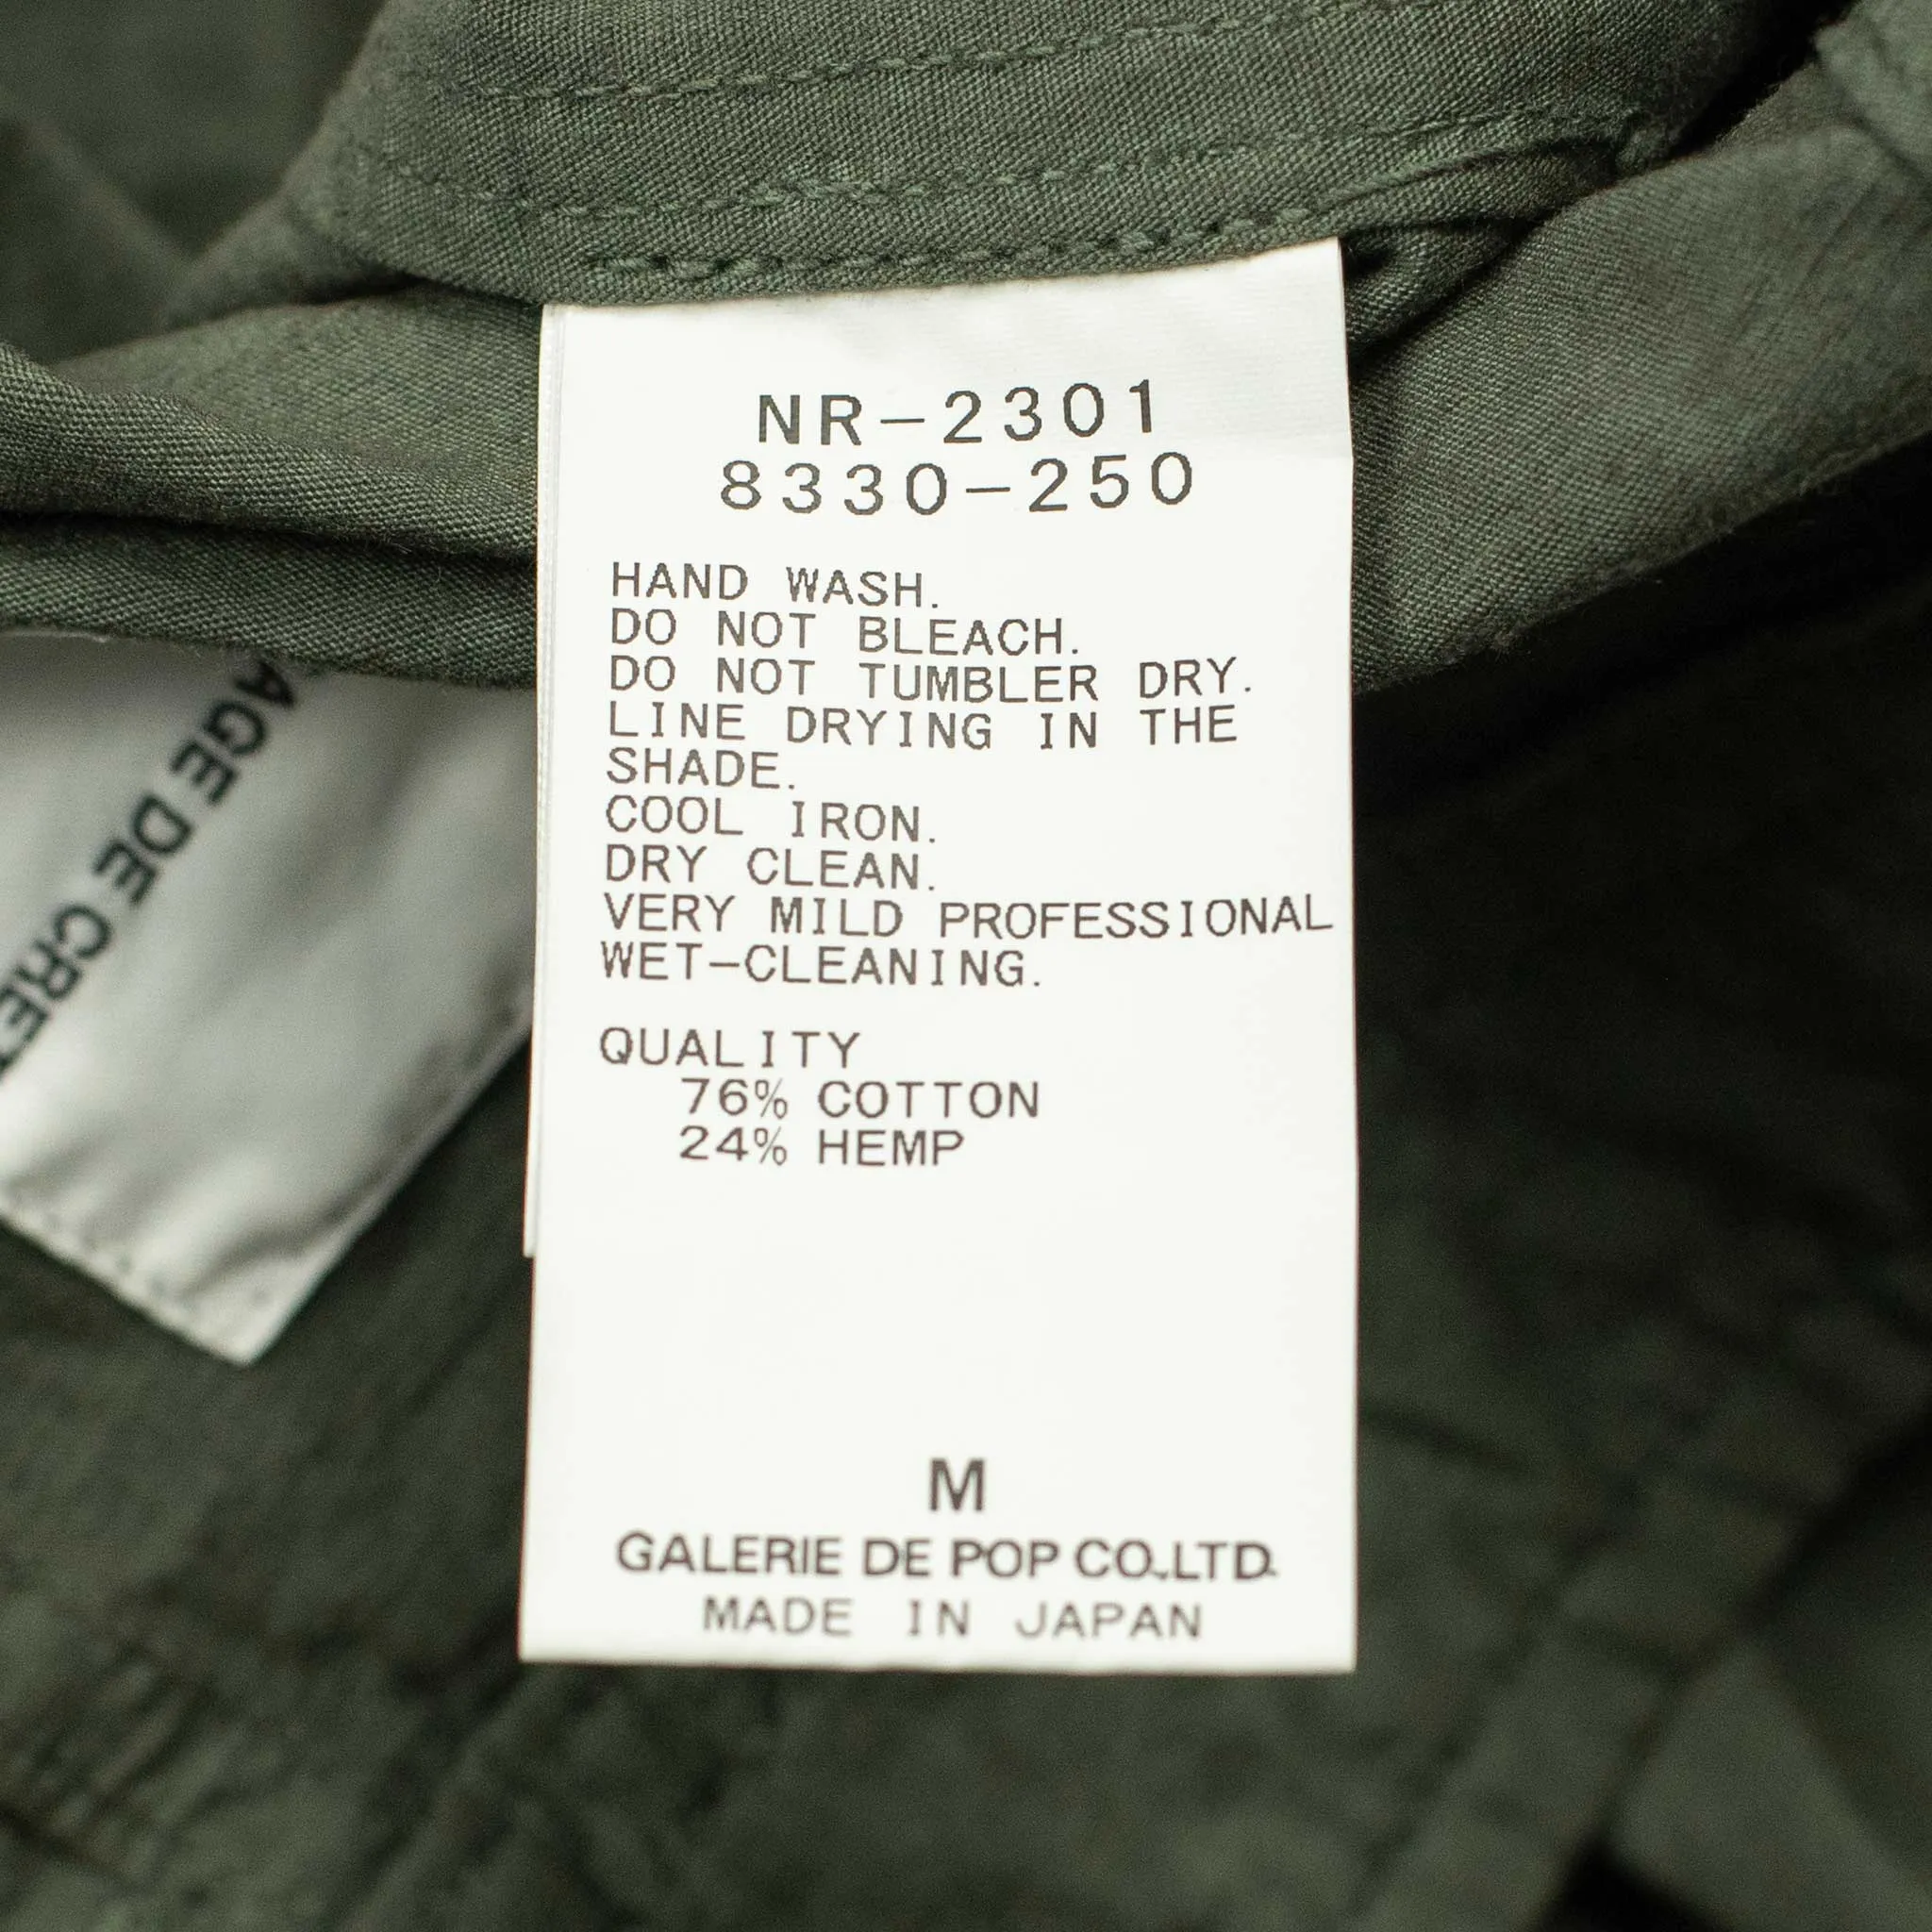 NR-2301
8330-250
HAND WASH.
DO NOT BLEACH.
DO NOT TUMBLER DRY.
LINE DRYING IN THE
SHADE.
COOL IRON.
DRY CLEAN.
VERY MILD PROFESSIONAL
WET-CLEANING.
QUALITY
76% COTTON
24% HEMP
M
GALERIE DE POP CO.,LTD.
MADE IN JAPAN
DE